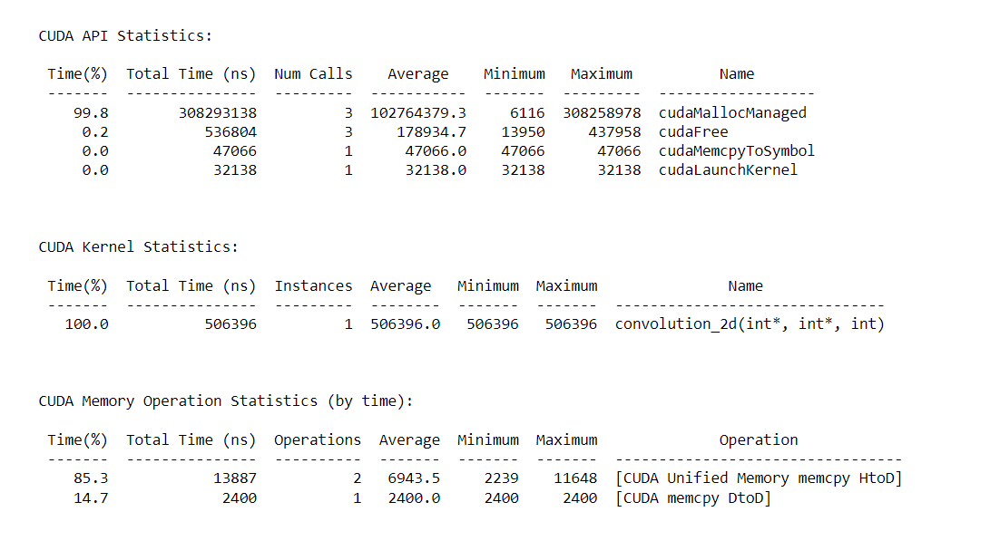 CUDA API Statistics:
Time(%) Total Time (ns) Num Calls Average Minimum Maximum Name
------- --------------- --------- ----------- ------- --------- ------------------
99.8 308293138 3 102764379.3 6116 308258978 cudaMallocManaged
0.2 536804 3 178934.7 13950 437958 cudaFree
0.0 47066 1 47066.0 47066 47066 cudaMemcpyToSymbol
0.0 32138 1 32138.0 32138 32138 cudaLaunchKernel
CUDA Kernel Statistics:
Time(%) Total Time (ns) Instances Average Minimum Maximum Name
------- --------------- --------- -------- ------- ------- -------------------------------
100.0 506396 1 506396.0 506396 506396 convolution_2d(int*, int*, int)
CUDA Memory Operation Statistics (by time):
Time(%) Total Time (ns) Operations Average Minimum Maximum Operation
------- --------------- ---------- ------- ------- ------- ---------------------------------
85.3 13887 2 6943.5 2239 11648 [CUDA Unified Memory memcpy HtoD]
14.7 2400 1 2400.0 2400 2400 [CUDA memcpy DtoD]